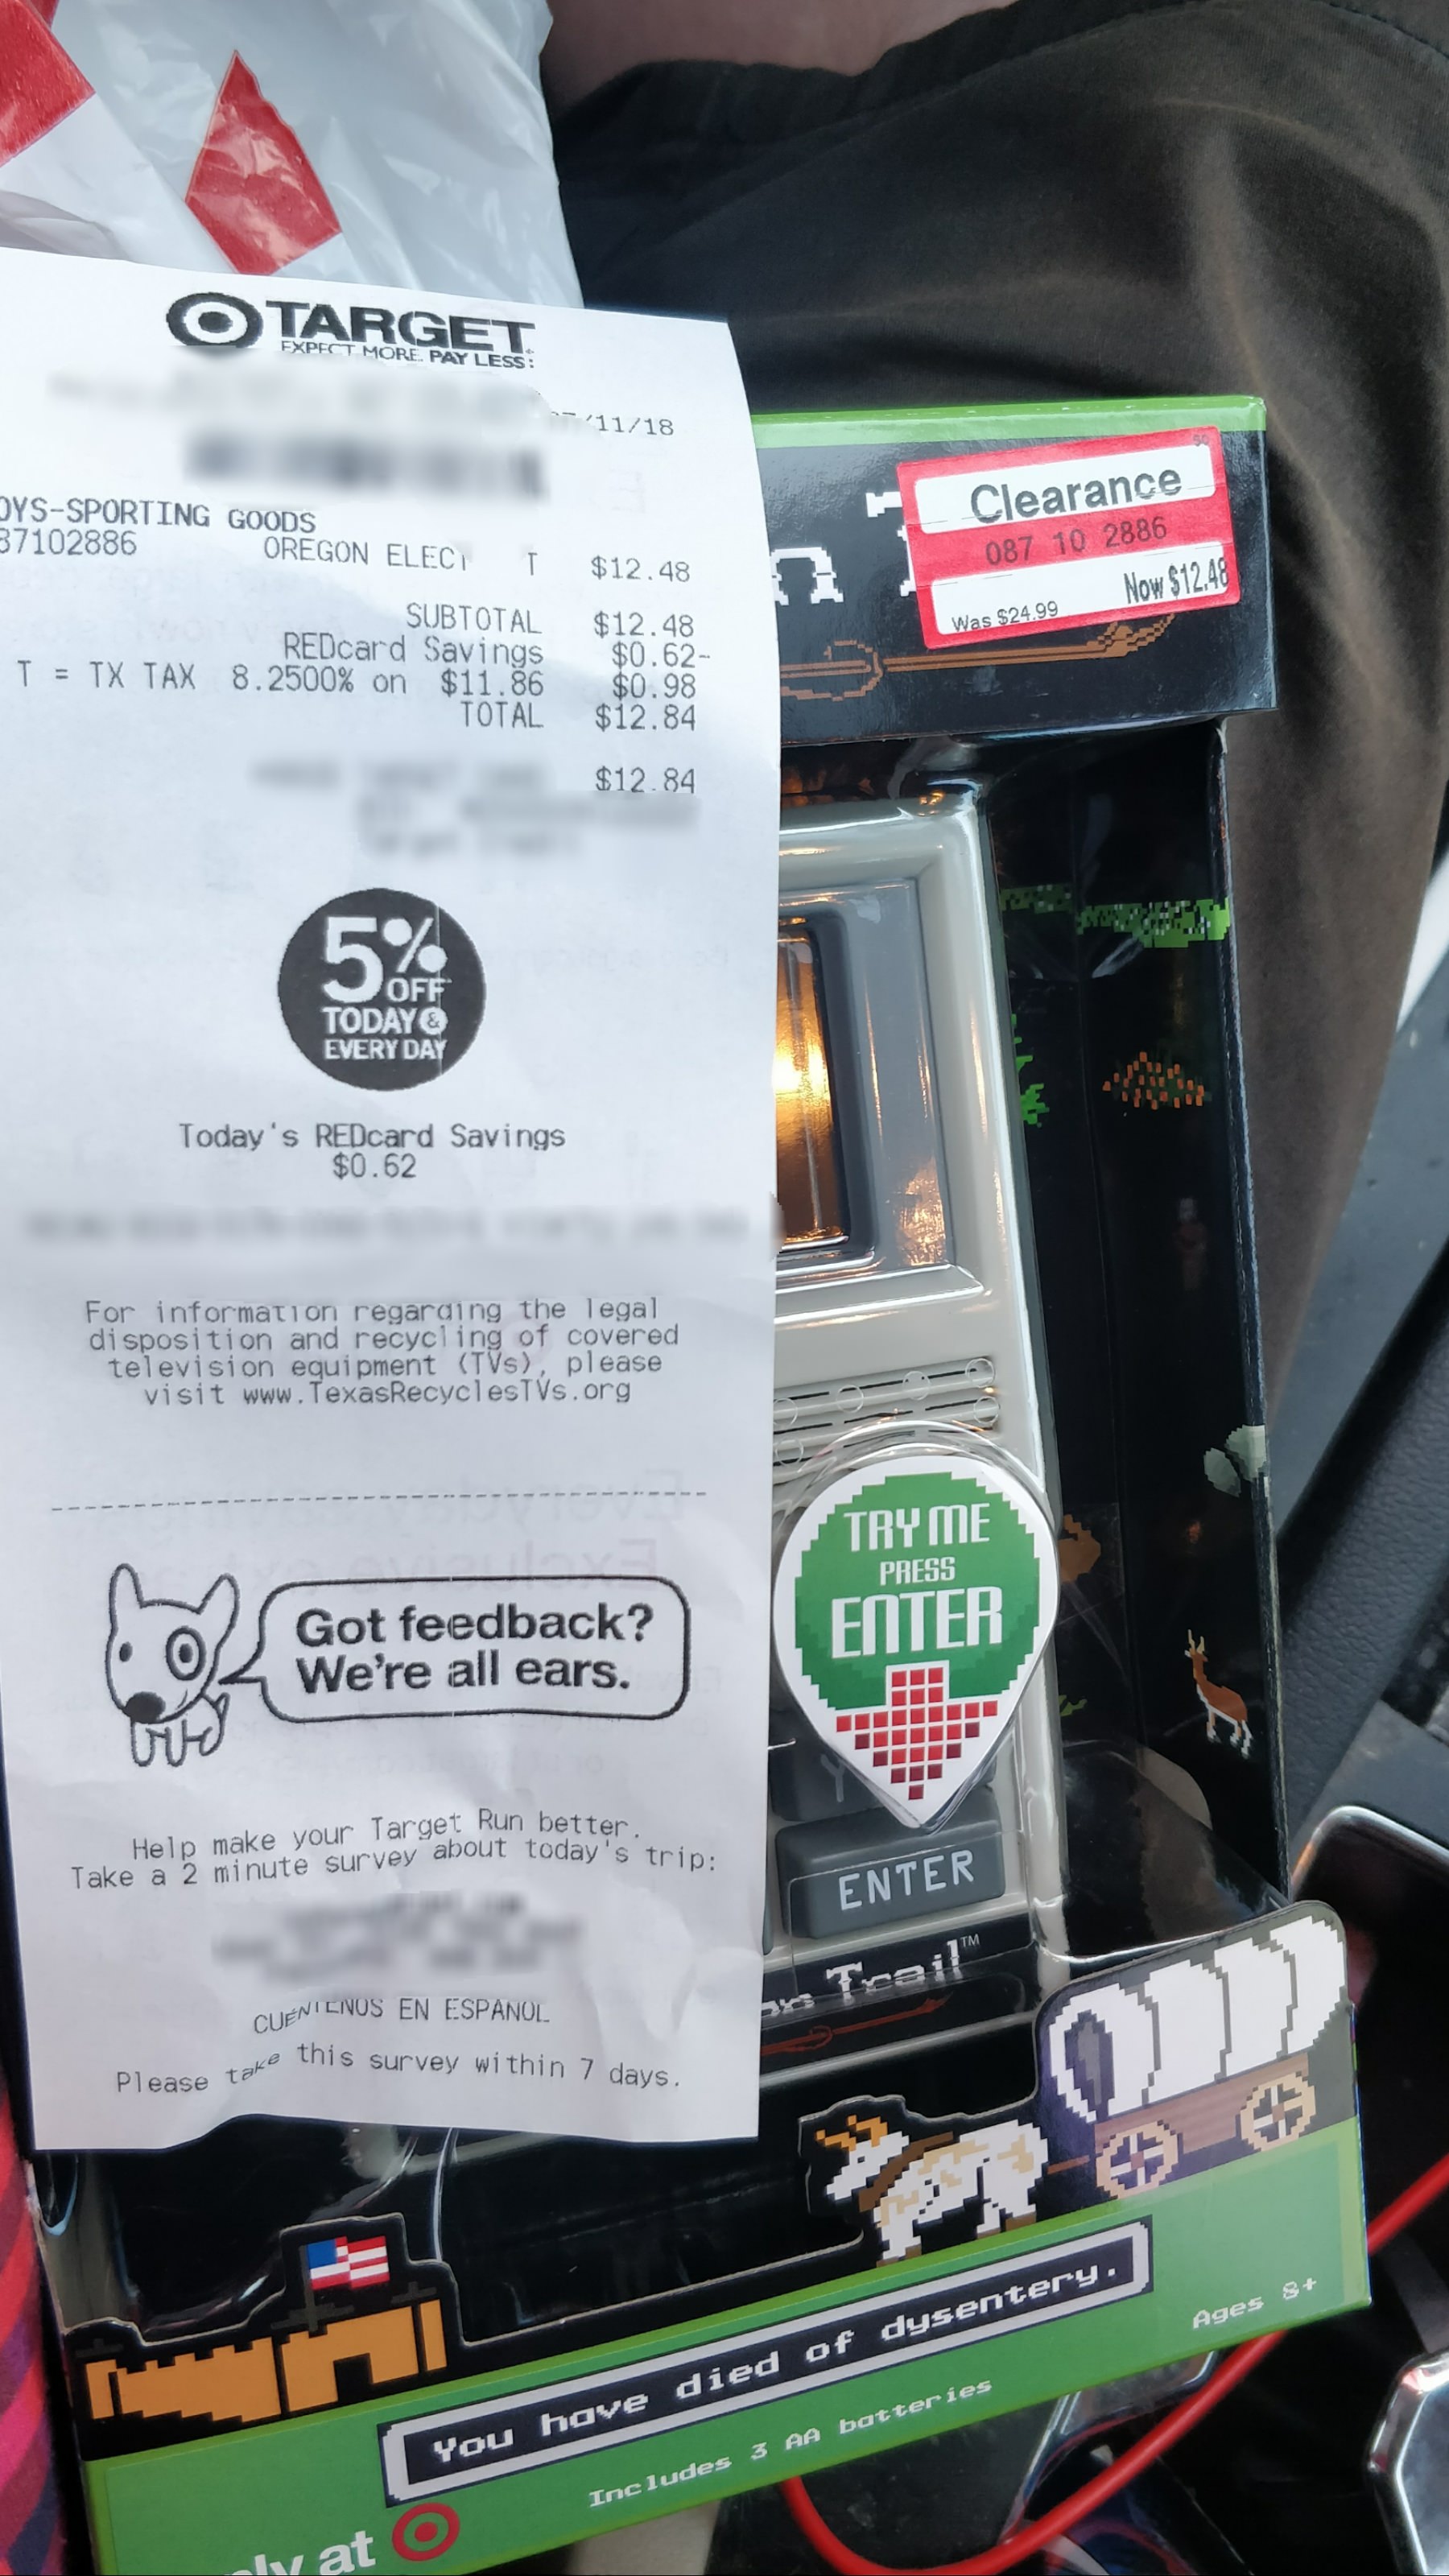 TARGET
EXPECT MORE. PAY LESS.
/11/18
OYS-SPORTING GOODS
87102886 OREGON ELECT T $12.48
SUBTOTAL $12.48
REDcard Savings $0.62-
T = TX TAX 8.2500% on $11.86 $0.98
TOTAL $12.84
$12.84
5% OFF
TODAY &
EVERY DAY
Today's REDcard Savings
$0.62
For information regarding the legal
disposition and recycling of covered
television equipment (TVs), please
visit www.TexasRecyclesTVs.org
Got feedback?
We're all ears.
Help make your Target Run better.
Take a 2 minute survey about today's trip:
CUENTENOS EN ESPANOL
Please take this survey within 7 days.
Clearance
087 10 2886
Was $24.99 Now $12.48
TRY ME
PRESS
ENTER
Y
ENTER
on Trail™
You have died of dysentery.
Ages 8+
Includes 3 AA batteries
ly at